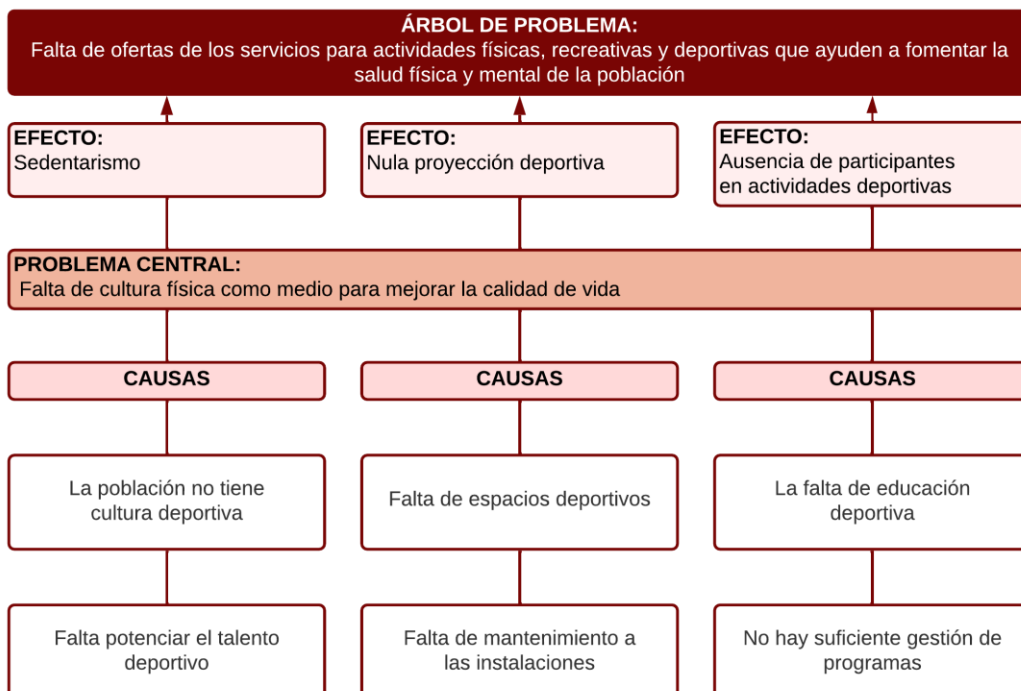 ÁRBOL DE PROBLEMA:
Falta de ofertas de los servicios para actividades físicas, recreativas y deportivas que ayuden a fomentar la
salud física y mental de la población
EFECTO:
Sedentarismo
EFECTO:
Nula proyección deportiva
EFECTO:
Ausencia de participantes
en actividades deportivas
PROBLEMA CENTRAL:
Falta de cultura física como medio para mejorar la calidad de vida
CAUSAS
CAUSAS
CAUSAS
La población no tiene
cultura deportiva
Falta de espacios deportivos
La falta de educación
deportiva
Falta potenciar el talento
deportivo
Falta de mantenimiento a
las instalaciones
No hay suficiente gestión de
programas